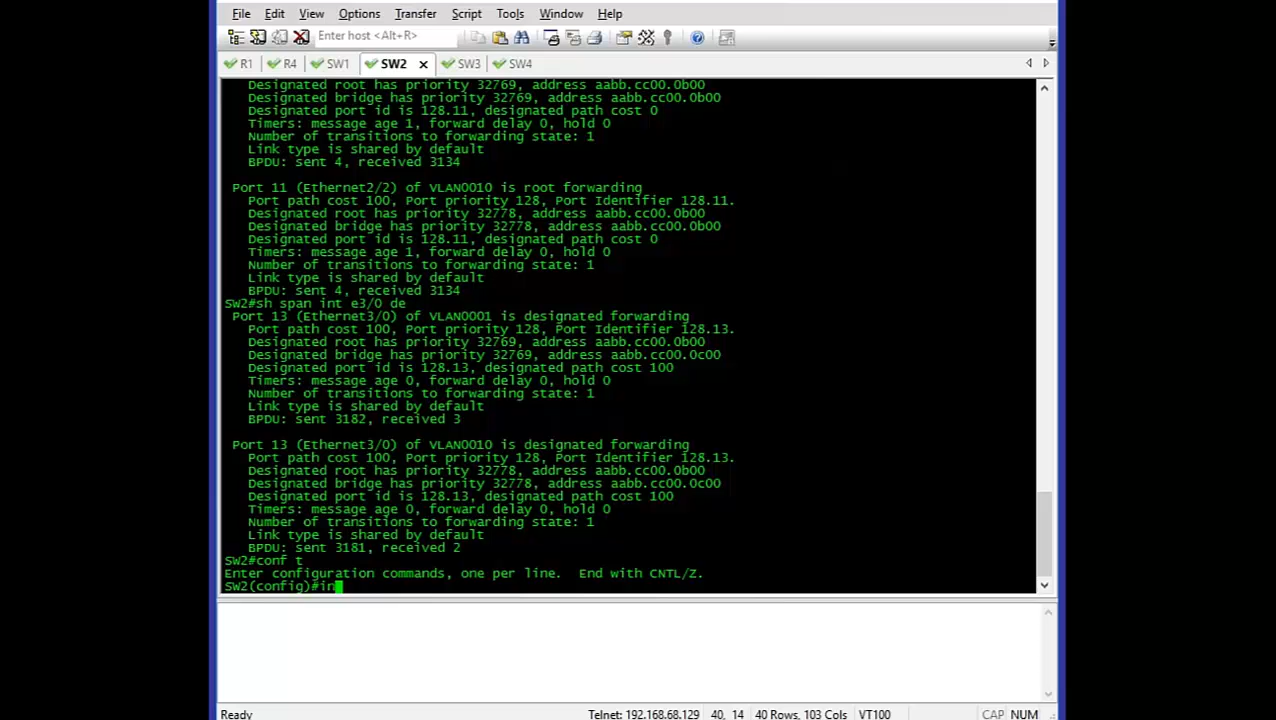 File Edit View Options Transfer Script Tools Window Help
Enter host <Alt+R>
R1 R4 SW1 SW2 SW3 SW4
Designated root has priority 32769, address aabb.cc00.0b00
Designated bridge has priority 32769, address aabb.cc00.0b00
Designated port id is 128.11, designated path cost 0
Timers: message age 1, forward delay 0, hold 0
Number of transitions to forwarding state: 1
Link type is shared by default
BPDU: sent 4, received 3134
Port 11 (Ethernet2/2) of VLAN0010 is root forwarding
Port path cost 100, Port priority 128, Port Identifier 128.11.
Designated root has priority 32778, address aabb.cc00.0b00
Designated bridge has priority 32778, address aabb.cc00.0b00
Designated port id is 128.11, designated path cost 0
Timers: message age 1, forward delay 0, hold 0
Number of transitions to forwarding state: 1
Link type is shared by default
BPDU: sent 4, received 3134
SW2#sh span int e3/0 de
Port 13 (Ethernet3/0) of VLAN0001 is designated forwarding
Port path cost 100, Port priority 128, Port Identifier 128.13.
Designated root has priority 32769, address aabb.cc00.0b00
Designated bridge has priority 32769, address aabb.cc00.0c00
Designated port id is 128.13, designated path cost 100
Timers: message age 0, forward delay 0, hold 0
Number of transitions to forwarding state: 1
Link type is shared by default
BPDU: sent 3182, received 3
Port 13 (Ethernet3/0) of VLAN0010 is designated forwarding
Port path cost 100, Port priority 128, Port Identifier 128.13.
Designated root has priority 32778, address aabb.cc00.0b00
Designated bridge has priority 32778, address aabb.cc00.0c00
Designated port id is 128.13, designated path cost 100
Timers: message age 0, forward delay 0, hold 0
Number of transitions to forwarding state: 1
Link type is shared by default
BPDU: sent 3181, received 2
SW2#conf t
Enter configuration commands, one per line.  End with CNTL/Z.
SW2(config)#in
Ready Telnet: 192.168.68.129 40, 14 40 Rows, 103 Cols VT100 CAP NUM